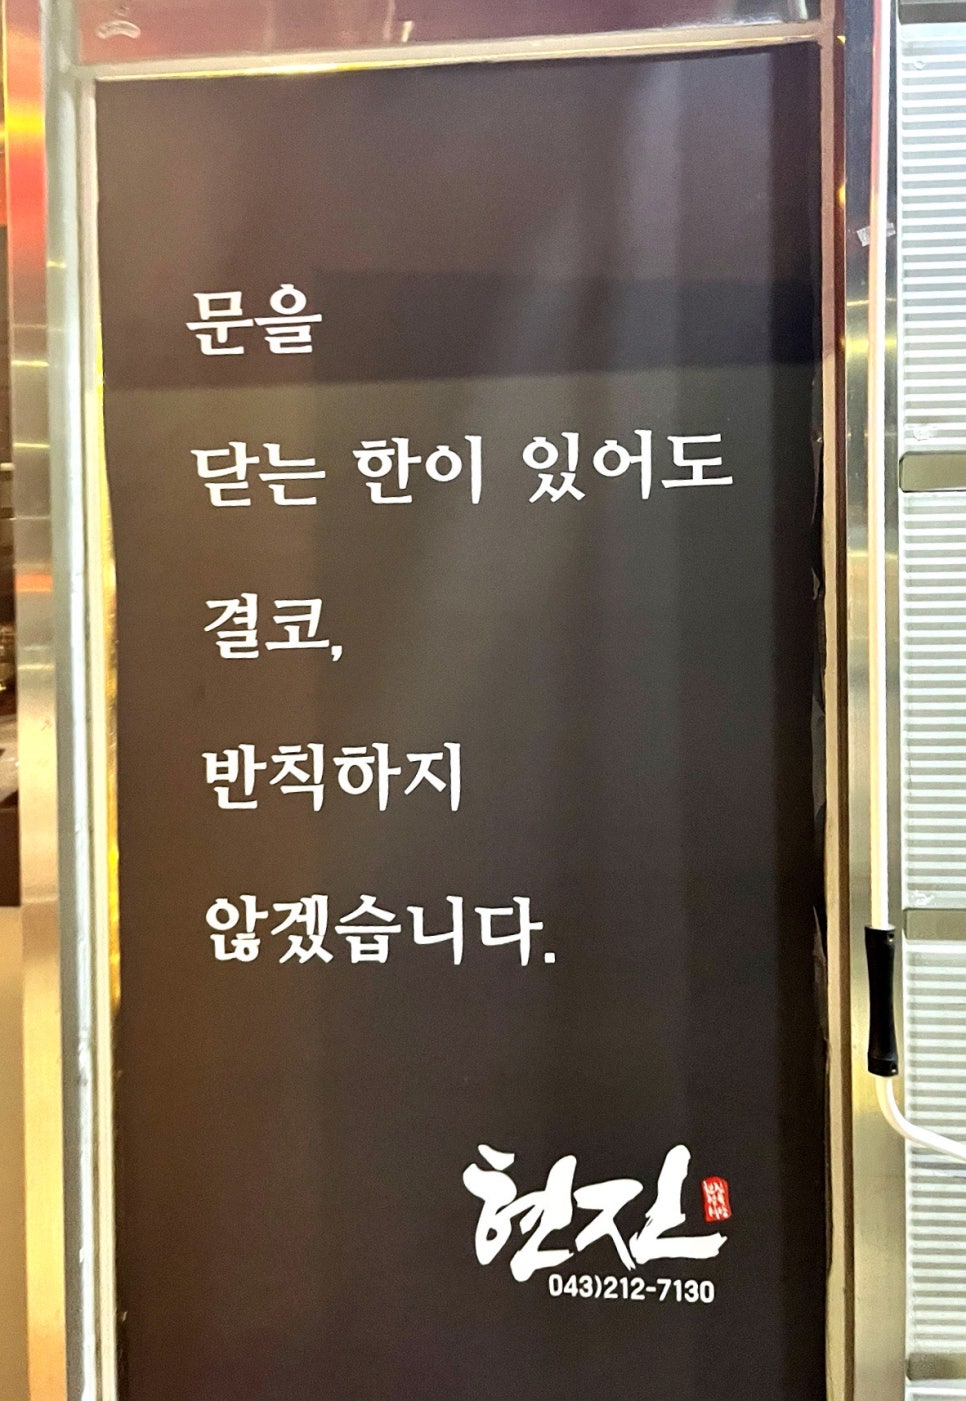 문을
닫는 한이 있어도
결코,
반칙하지
않겠습니다.
현진
043)212-7130